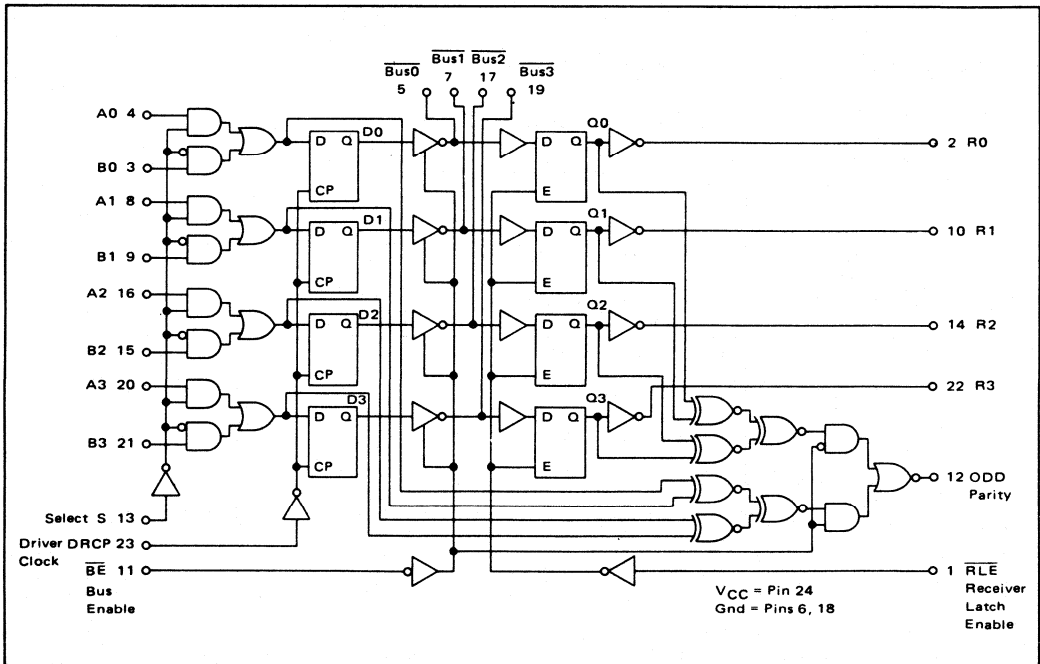 Bus0 Bus1 Bus2 Bus3
5 7 17 19
A0 4
B0 3
A1 8
B1 9
A2 16
B2 15
A3 20
B3 21
D Q D0
CP
D Q D1
CP
D Q D2
CP
D Q D3
CP
D Q Q0
E
D Q Q1
E
D Q Q2
E
D Q Q3
E
2 R0
10 R1
14 R2
22 R3
12 ODD
Parity
Select S 13
Driver DRCP 23
Clock
BE 11
Bus
Enable
1 RLE
Receiver
Latch
Enable
VCC = Pin 24
Gnd = Pins 6, 18